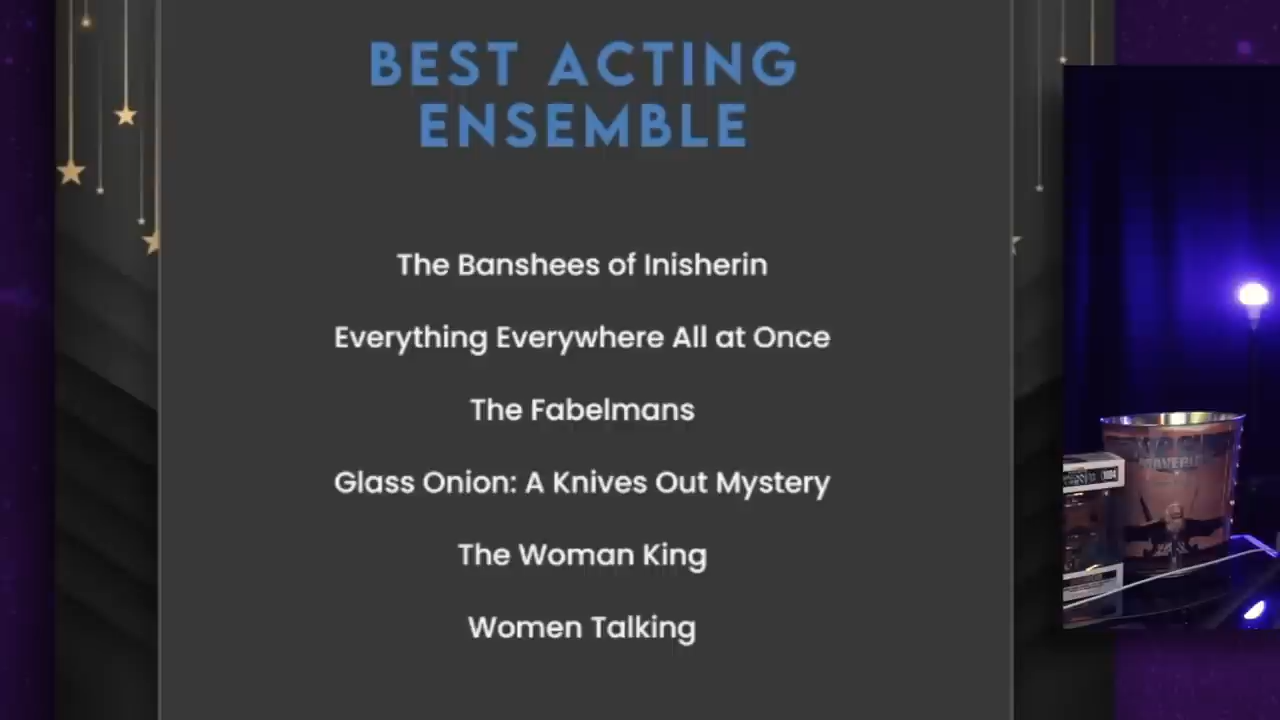 BEST ACTING
ENSEMBLE
The Banshees of Inisherin
Everything Everywhere All at Once
The Fabelmans
Glass Onion: A Knives Out Mystery
The Woman King
Women Talking